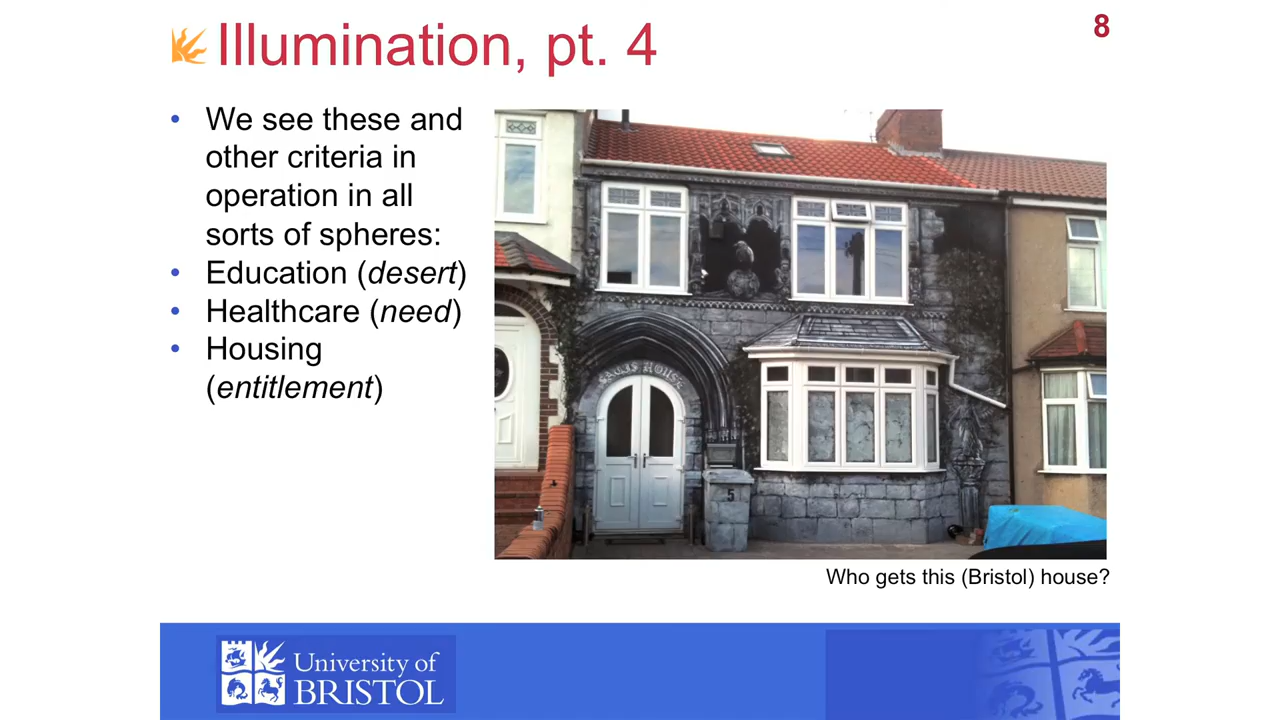 Illumination, pt. 4
8
• We see these and
other criteria in
operation in all
sorts of spheres:
• Education (desert)
• Healthcare (need)
• Housing
(entitlement)
HOUSE
5
Who gets this (Bristol) house?
University of
BRISTOL